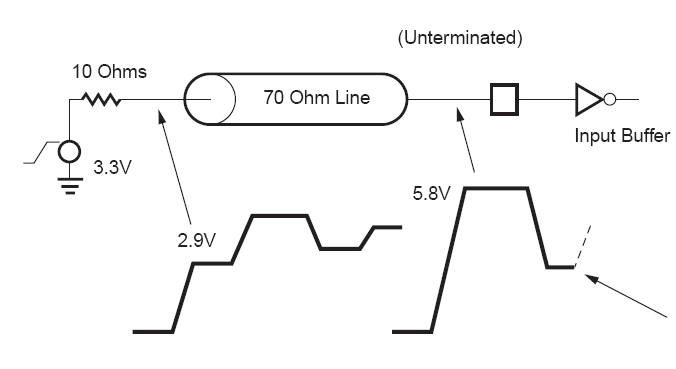 (Unterminated)
10 Ohms
70 Ohm Line
Input Buffer
3.3V
5.8V
2.9V